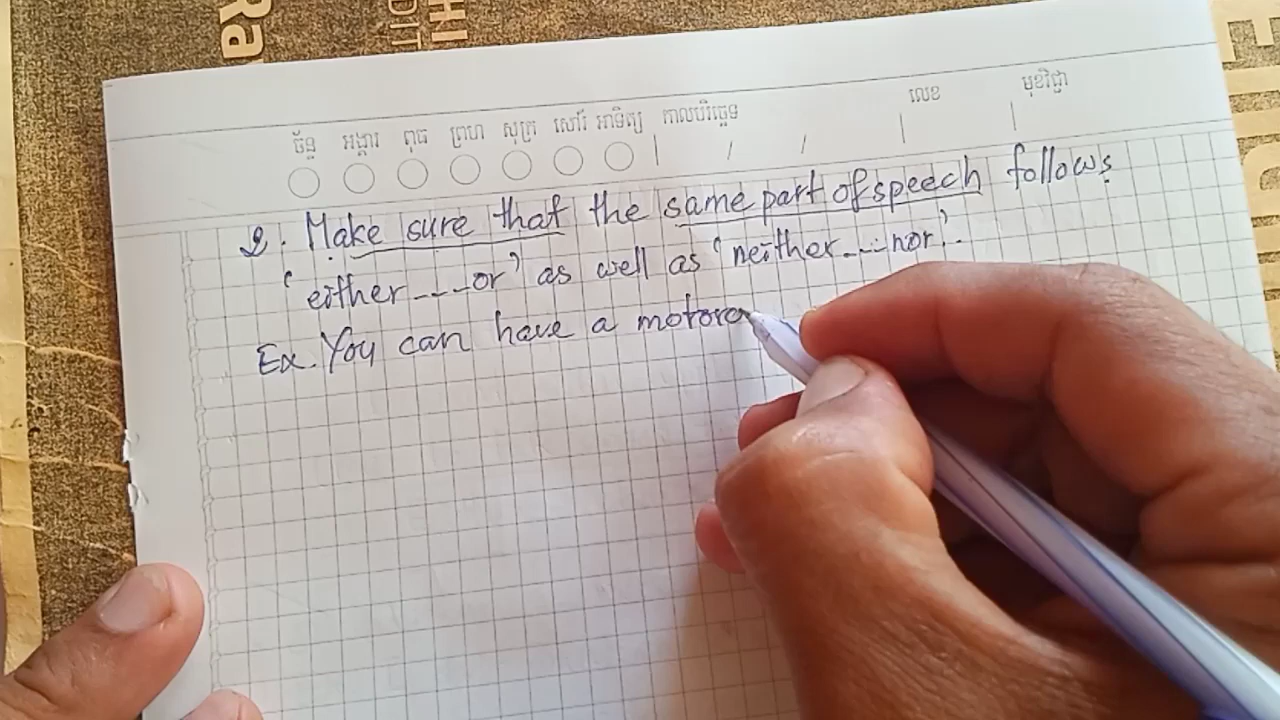 Ra
HI
DIT
ច័ន្ទ អង្គារ ពុធ ព្រហ សុក្រ សៅរ៍ អាទិត្យ កាលបរិច្ឆេទ / / លេខ មុខវិជ្ជា
2. Make sure that the same part of speech follows
'either ---or' as well as 'neither---nor'.
Ex. You can have a motorc